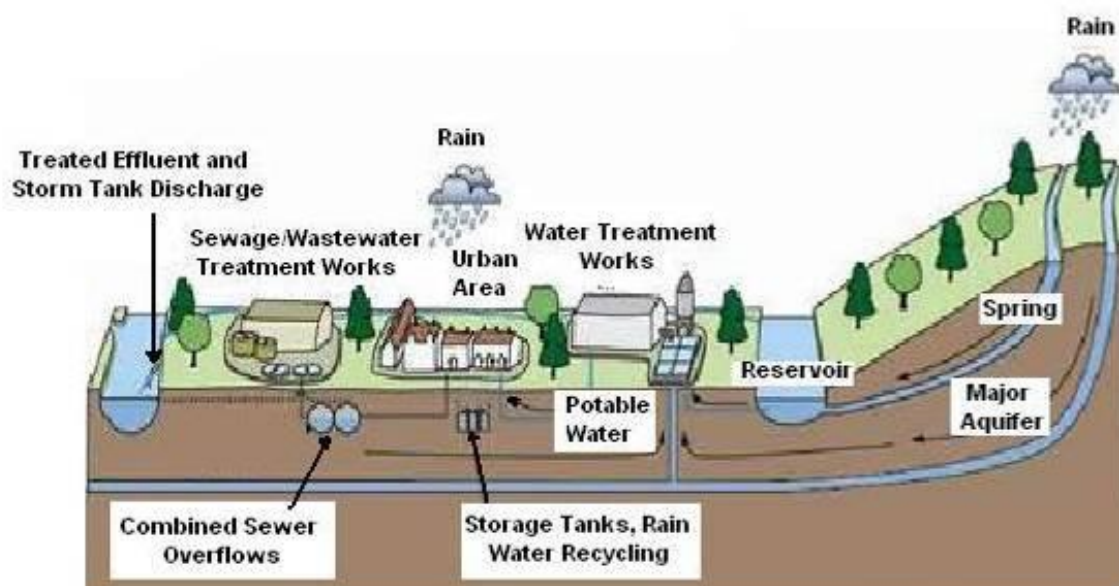 Rain
Rain
Treated Effluent and
Storm Tank Discharge
Sewage/Wastewater
Treatment Works
Urban
Area
Water Treatment
Works
Spring
Reservoir
Major
Aquifer
Potable
Water
Combined Sewer
Overflows
Storage Tanks, Rain
Water Recycling